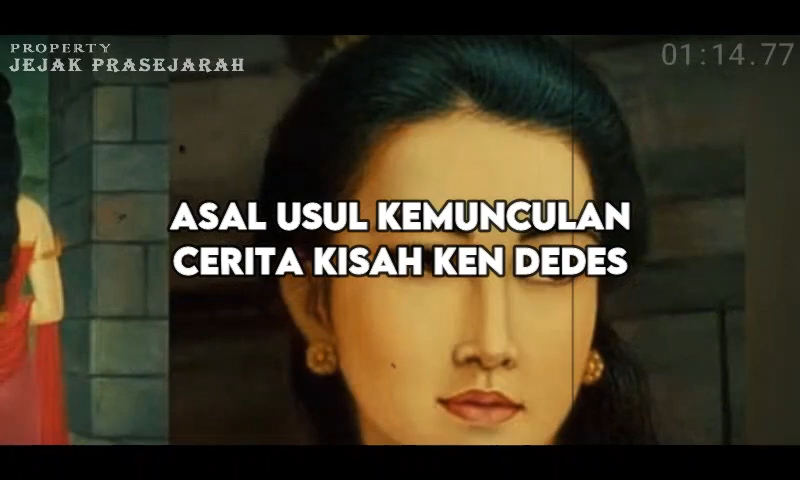 PROPERTY
JEJAK PRASEJARAH
01:14.77
ASAL USUL KEMUNCULAN
CERITA KISAH KEN DEDES